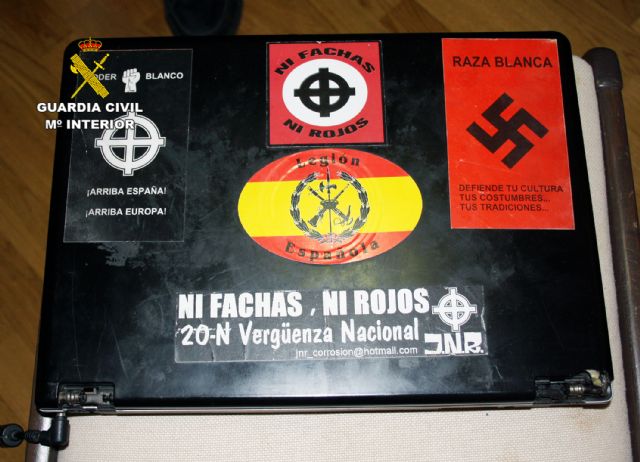 DER BLANCO
GUARDIA CIVIL
Mº INTERIOR
¡ARRIBA ESPAÑA!
¡ARRIBA EUROPA!
NI FACHAS
NI ROJOS
RAZA BLANCA
DEFIENDE TU CULTURA
TUS COSTUMBRES...
TUS TRADICIONES...
Legión
Española
NI FACHAS , NI ROJOS
20-N Vergüenza Nacional
jnr_corrosion@hotmail.com J.N.R.